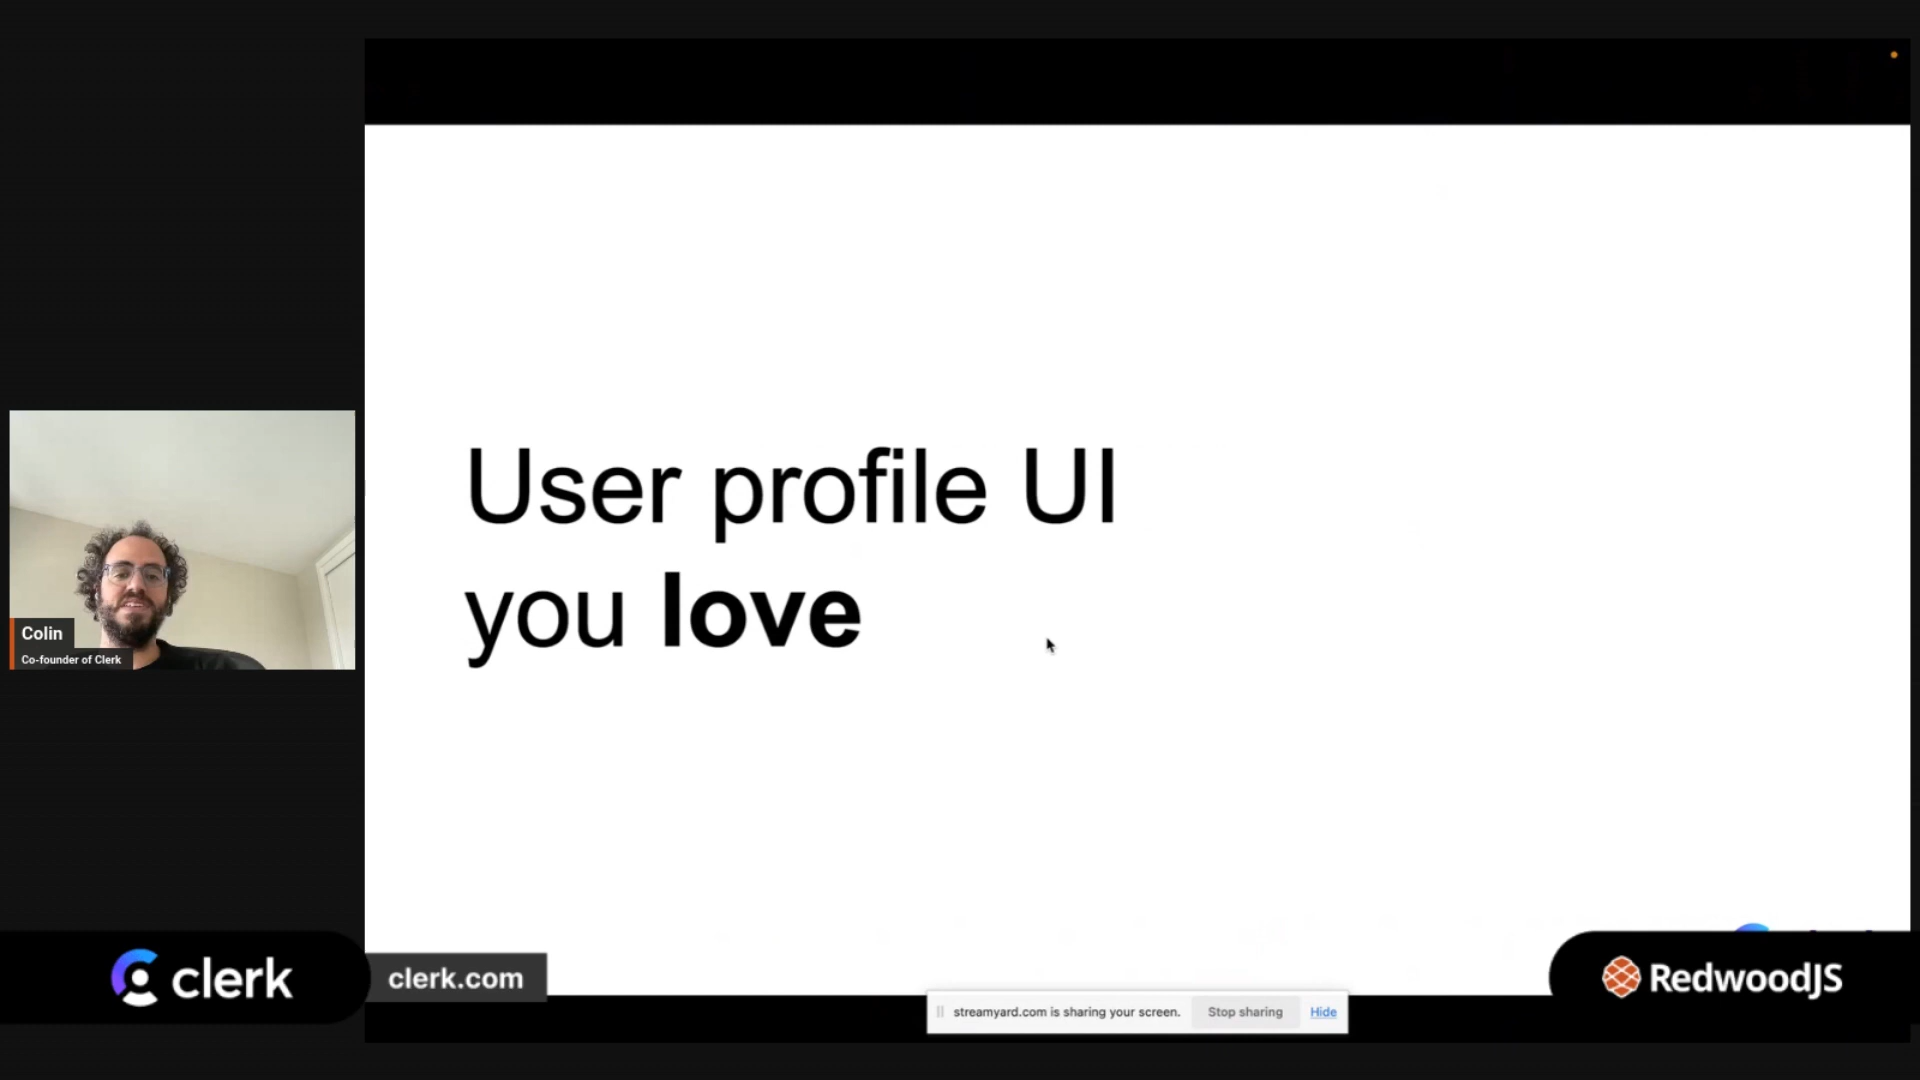 User profile UI
you love
Colin
Co-founder of Clerk
clerk
clerk.com
streamyard.com is sharing your screen.
Stop sharing
Hide
RedwoodJS